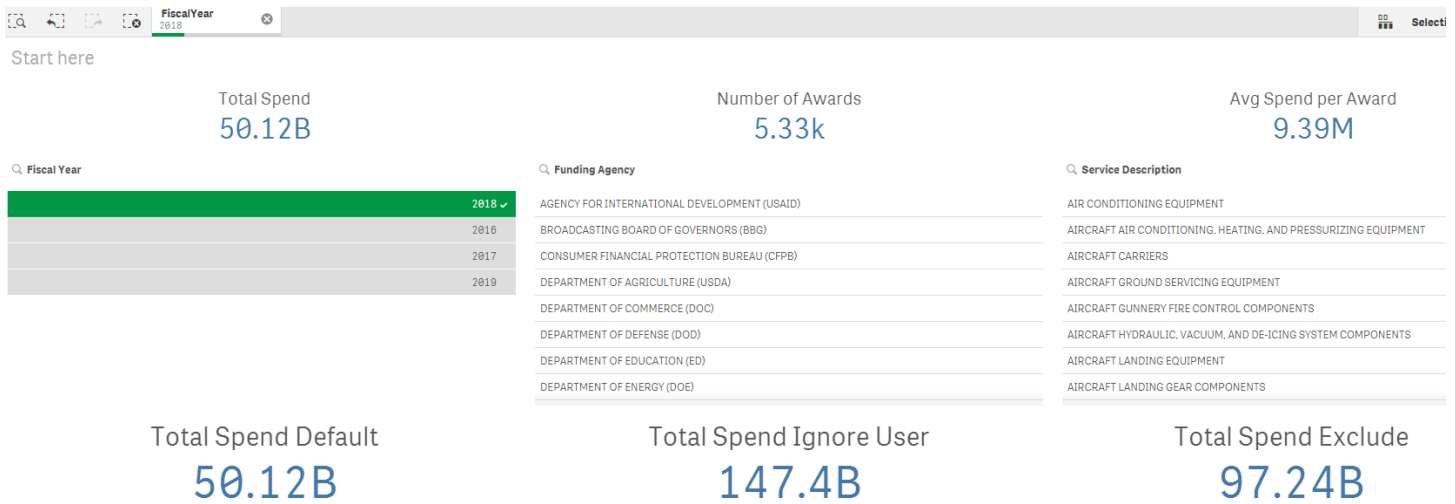 FiscalYear
2018
Start here
Total Spend
50.12B
Number of Awards
5.33k
Avg Spend per Award
9.39M
Fiscal Year
2018
2016
2017
2019
Funding Agency
AGENCY FOR INTERNATIONAL DEVELOPMENT (USAID)
BROADCASTING BOARD OF GOVERNORS (BBG)
CONSUMER FINANCIAL PROTECTION BUREAU (CFPB)
DEPARTMENT OF AGRICULTURE (USDA)
DEPARTMENT OF COMMERCE (DOC)
DEPARTMENT OF DEFENSE (DOD)
DEPARTMENT OF EDUCATION (ED)
DEPARTMENT OF ENERGY (DOE)
Service Description
AIR CONDITIONING EQUIPMENT
AIRCRAFT AIR CONDITIONING, HEATING, AND PRESSURIZING EQUIPMENT
AIRCRAFT CARRIERS
AIRCRAFT GROUND SERVICING EQUIPMENT
AIRCRAFT GUNNERY FIRE CONTROL COMPONENTS
AIRCRAFT HYDRAULIC, VACUUM, AND DE-ICING SYSTEM COMPONENTS
AIRCRAFT LANDING EQUIPMENT
AIRCRAFT LANDING GEAR COMPONENTS
Total Spend Default
50.12B
Total Spend Ignore User
147.4B
Total Spend Exclude
97.24B